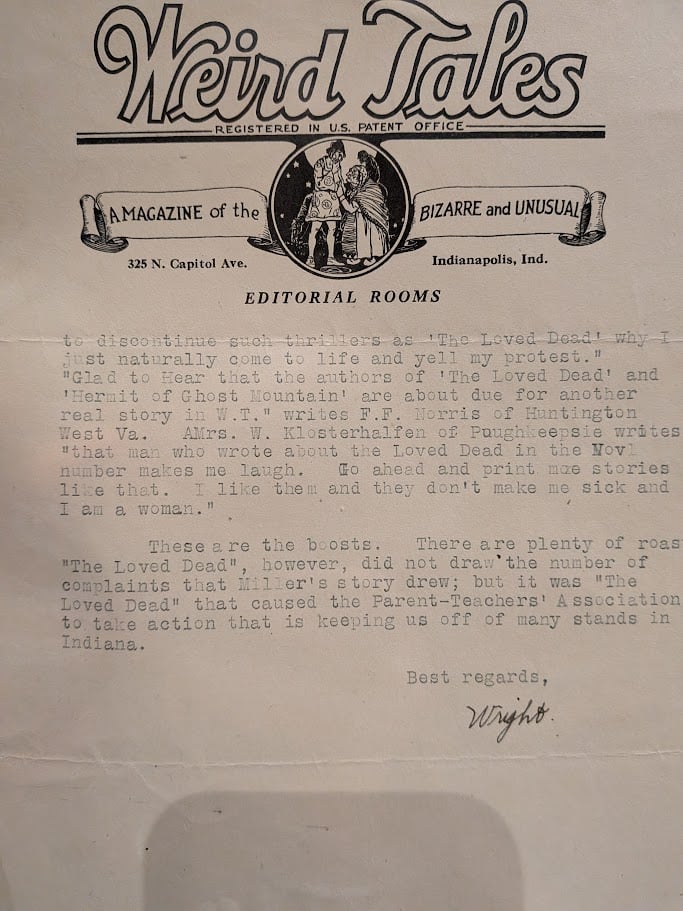 Weird Tales
REGISTERED IN U.S. PATENT OFFICE
A MAGAZINE of the BIZARRE and UNUSUAL
325 N. Capitol Ave. Indianapolis, Ind.
EDITORIAL ROOMS
to discontinue such thrillers as 'The Loved Dead' why I
just naturally come to life and yell my protest."
"Glad to Hear that the authors of 'The Loved Dead' and
'Hermit of Ghost Mountain' are about due for another
real story in W.T." writes F.F. Norris of Huntington
West Va. AMrs. W. Klosterhalfen of Poughkeepsie writes
"that man who wrote about the Loved Dead in the Nov
number makes me laugh. Go ahead and print moe stories
like that. I like them and they don't make me sick and
I am a woman."
These are the boosts. There are plenty of roas
"The Loved Dead", however, did not draw the number of
complaints that Miller's story drew; but it was "The
Loved Dead" that caused the Parent-Teachers' Association
to take action that is keeping us off of many stands in
Indiana.
Best regards,
Wright.